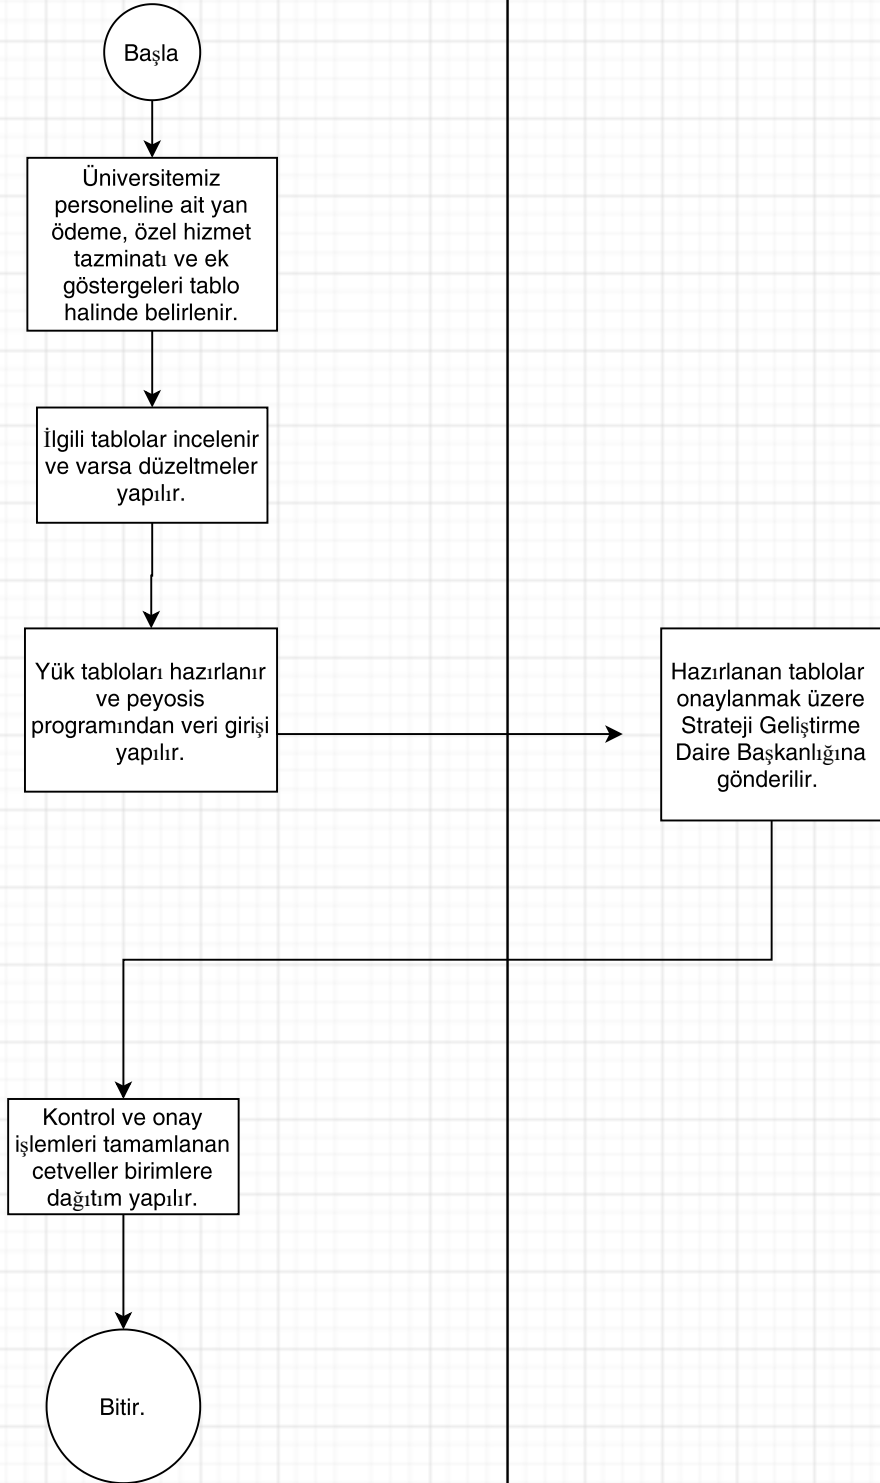 Başla
Üniversitemiz
personeline ait yan
ödeme, özel hizmet
tazminatı ve ek
göstergeleri tablo
halinde belirlenir.
İlgili tablolar incelenir
ve varsa düzeltmeler
yapılır.
Yük tabloları hazırlanır
ve peyosis
programından veri girişi
yapılır.
Hazırlanan tablolar
onaylanmak üzere
Strateji Geliştirme
Daire Başkanlığına
gönderilir.
Kontrol ve onay
işlemleri tamamlanan
cetveller birimlere
dağıtım yapılır.
Bitir.